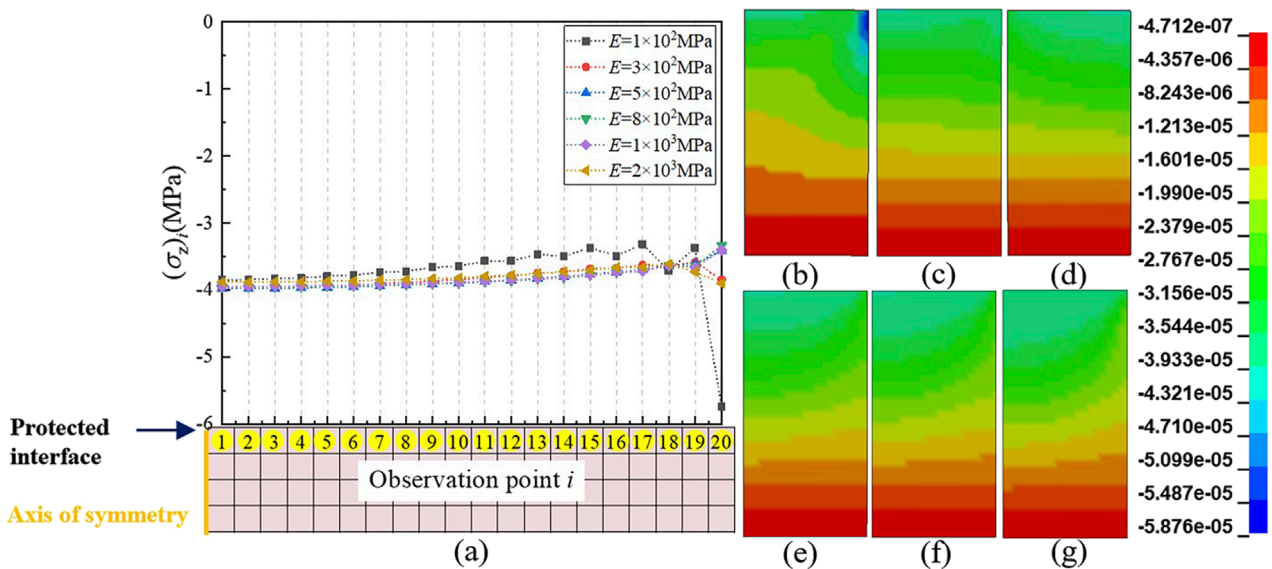 0
-1
-2
-3
-4
-5
-6
(σz)i(MPa)
E=1×10²MPa
E=3×10²MPa
E=5×10²MPa
E=8×10²MPa
E=1×10³MPa
E=2×10³MPa
Protected
interface
Axis of symmetry
1 2 3 4 5 6 7 8 9 10 11 12 13 14 15 16 17 18 19 20
Observation point i
(a)
(b) (c) (d)
(e) (f) (g)
-4.712e-07
-4.357e-06
-8.243e-06
-1.213e-05
-1.601e-05
-1.990e-05
-2.379e-05
-2.767e-05
-3.156e-05
-3.544e-05
-3.933e-05
-4.321e-05
-4.710e-05
-5.099e-05
-5.487e-05
-5.876e-05